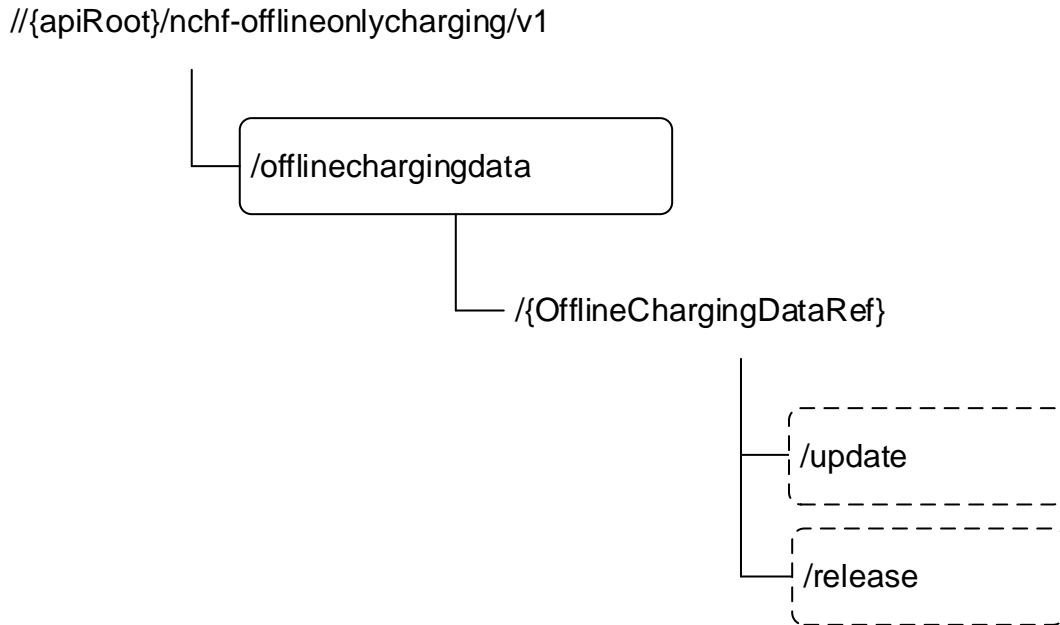 //{apiRoot}/nchf-offlineonlycharging/v1
/offlinechargingdata
/{OfflineChargingDataRef}
/update
/release